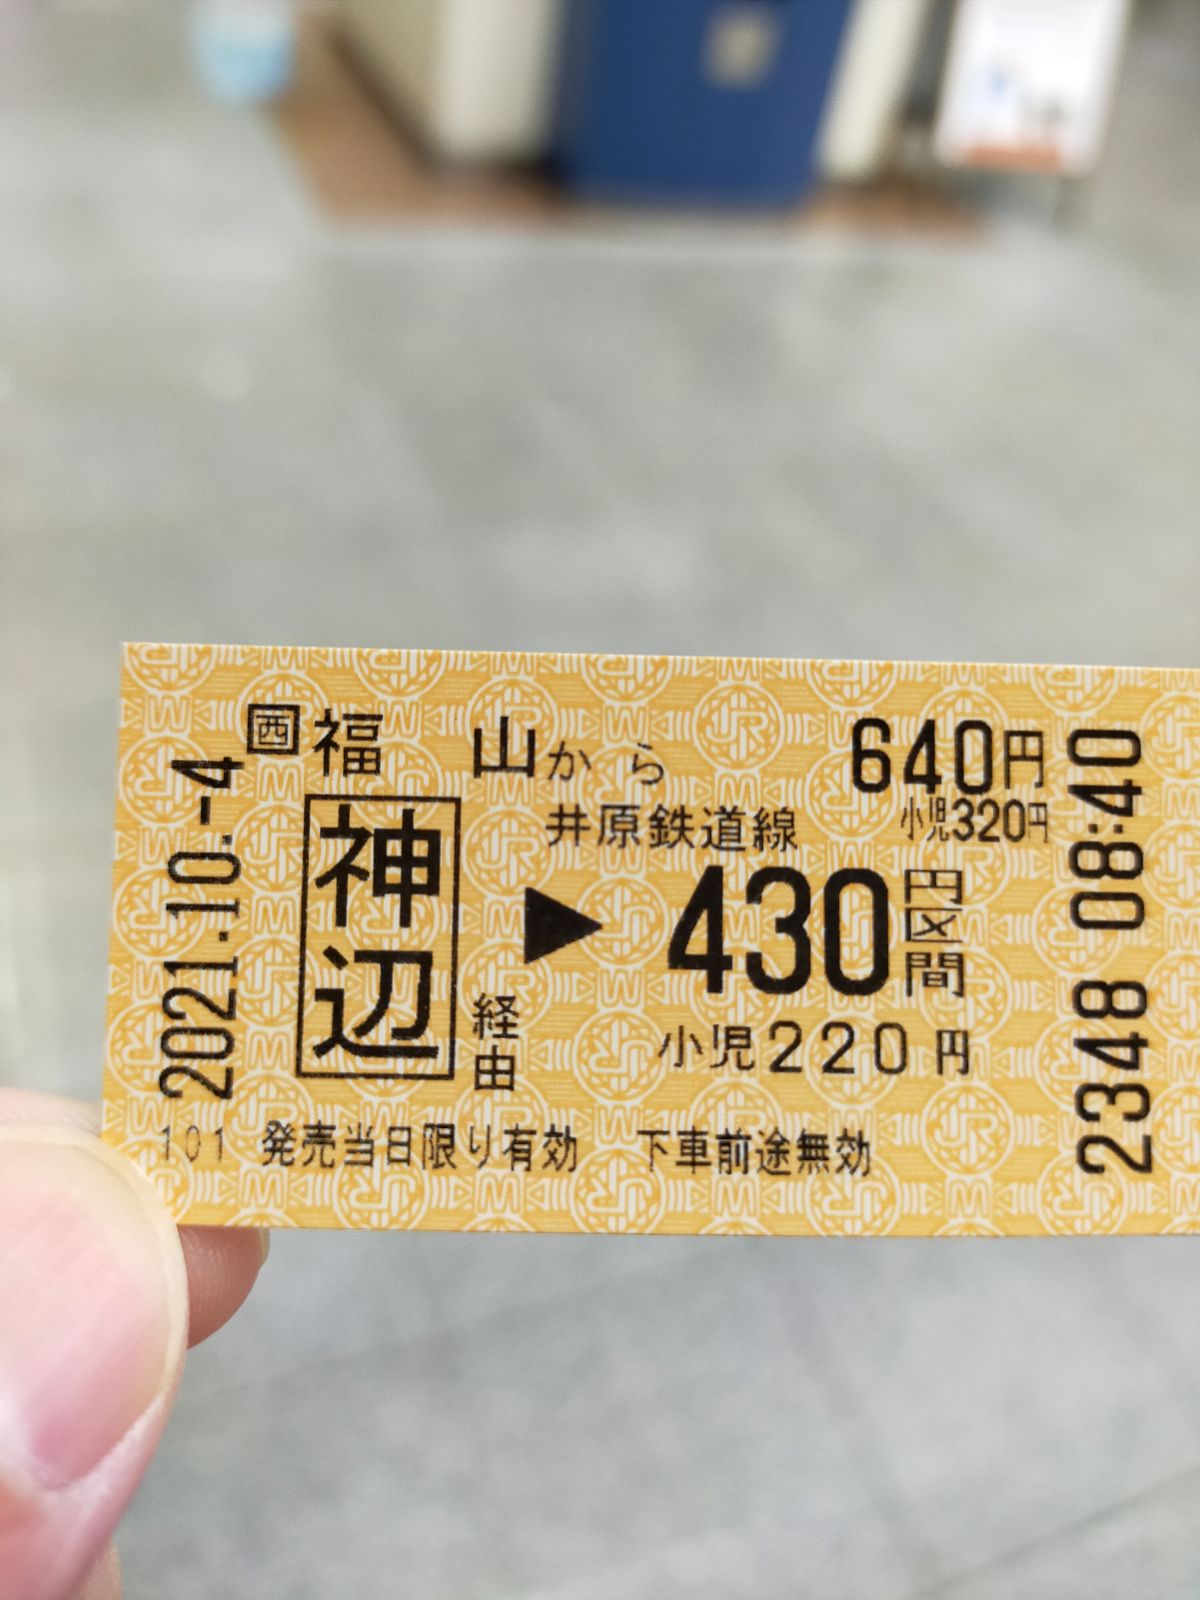 西 福山から 640円
小児320円
2021.10.-4
神辺
経由
井原鉄道線
▶ 430円区間
小児220円
2348 08:40
101 発売当日限り有効 下車前途無効